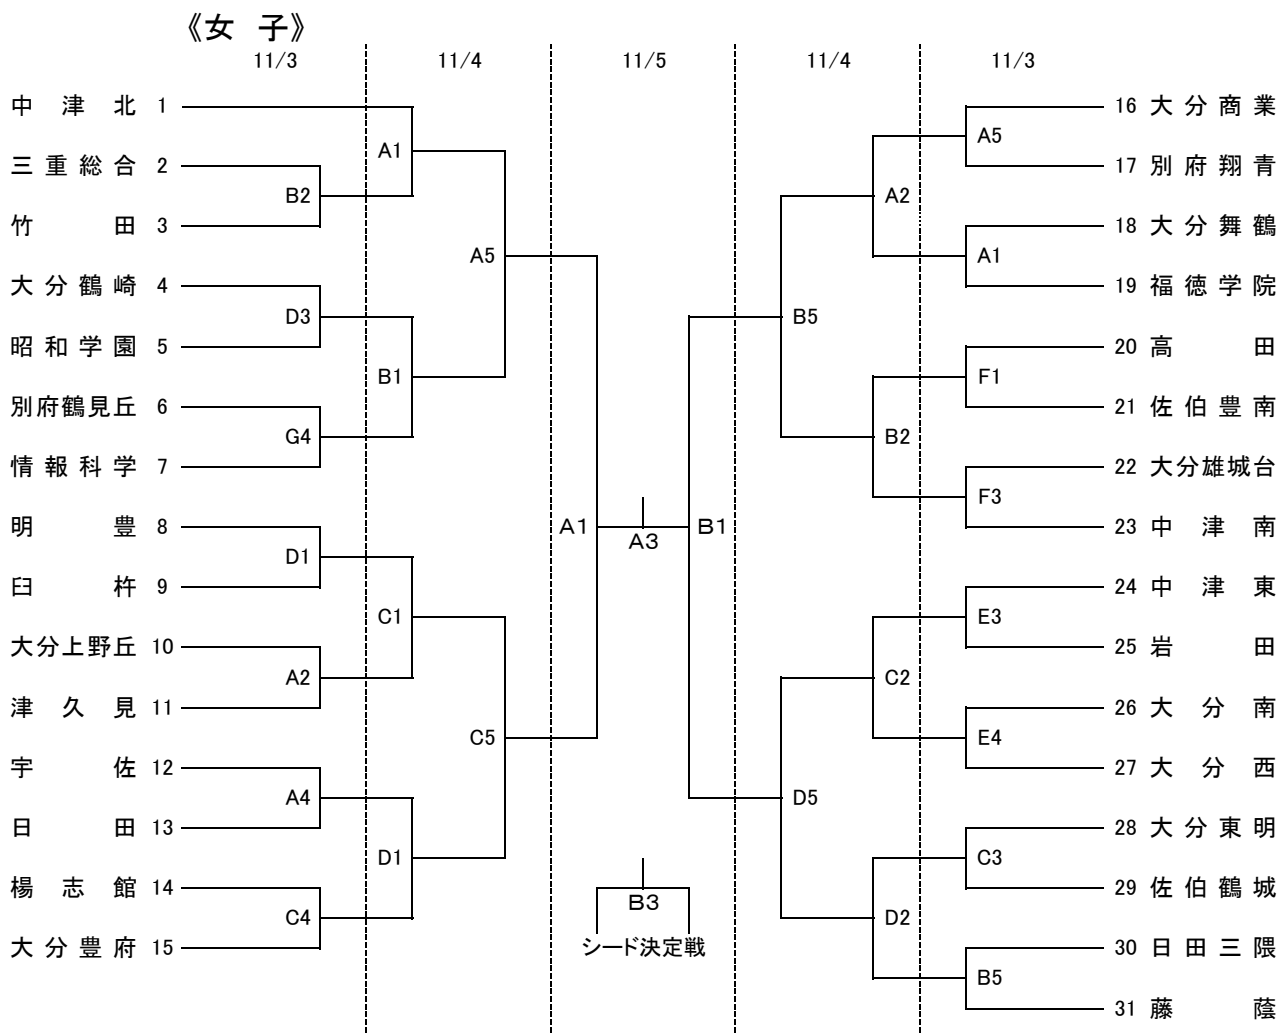 《女 子》
11/3 11/4 11/5 11/4 11/3
中津北 1
三重総合 2
竹田 3
大分鶴崎 4
昭和学園 5
別府鶴見丘 6
情報科学 7
明豊 8
臼杵 9
大分上野丘 10
津久見 11
宇佐 12
日田 13
楊志館 14
大分豊府 15
B2
D3
G4
D1
A2
A4
C4
A1
B1
C1
D1
A5
C5
A1
A3
B1
B3
シード決定戦
B5
D5
A2
B2
C2
D2
A5
A1
F1
F3
E3
E4
C3
B5
16 大分商業
17 別府翔青
18 大分舞鶴
19 福徳学院
20 高田
21 佐伯豊南
22 大分雄城台
23 中津南
24 中津東
25 岩田
26 大分南
27 大分西
28 大分東明
29 佐伯鶴城
30 日田三隈
31 藤蔭